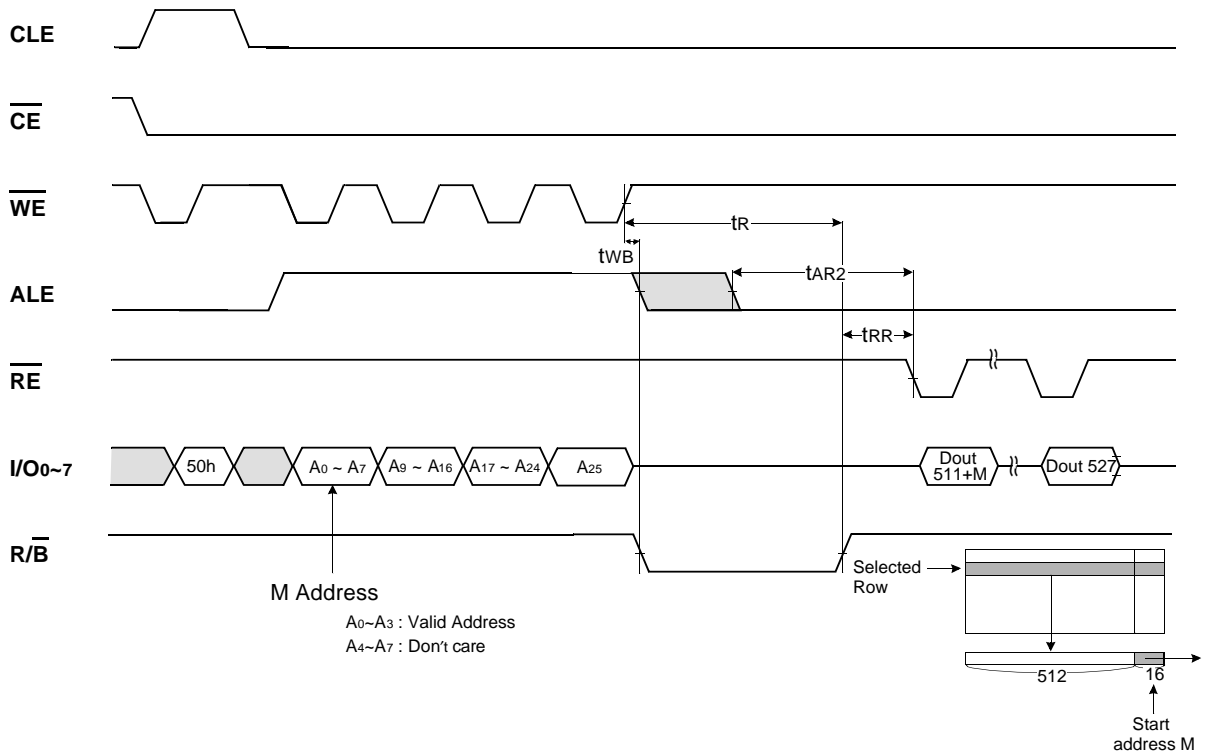 CLE
CE
WE
tR
tWB
ALE
tAR2
tRR
RE
I/O0~7
50h
A0 ~ A7
A9 ~ A16
A17 ~ A24
A25
Dout
511+M
Dout 527
R/B
M Address
A0~A3 : Valid Address
A4~A7 : Don't care
Selected
Row
512
16
Start
address M